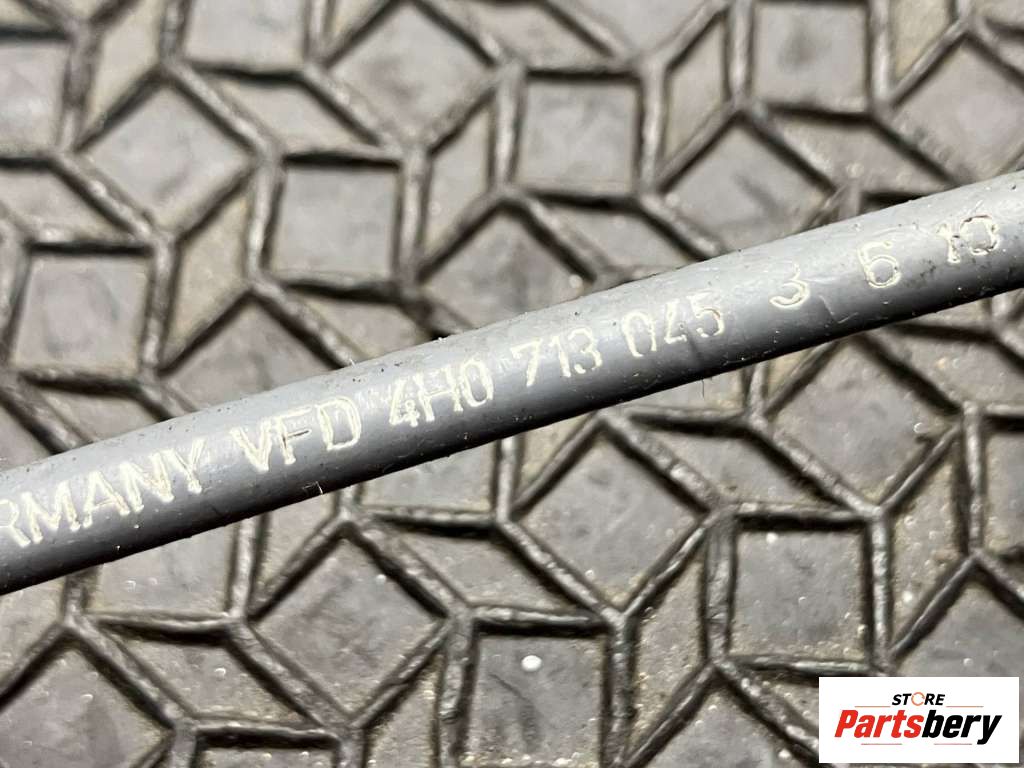 RMANY VFD 4H0 713 045 3 6 10
STORE
Partsbery